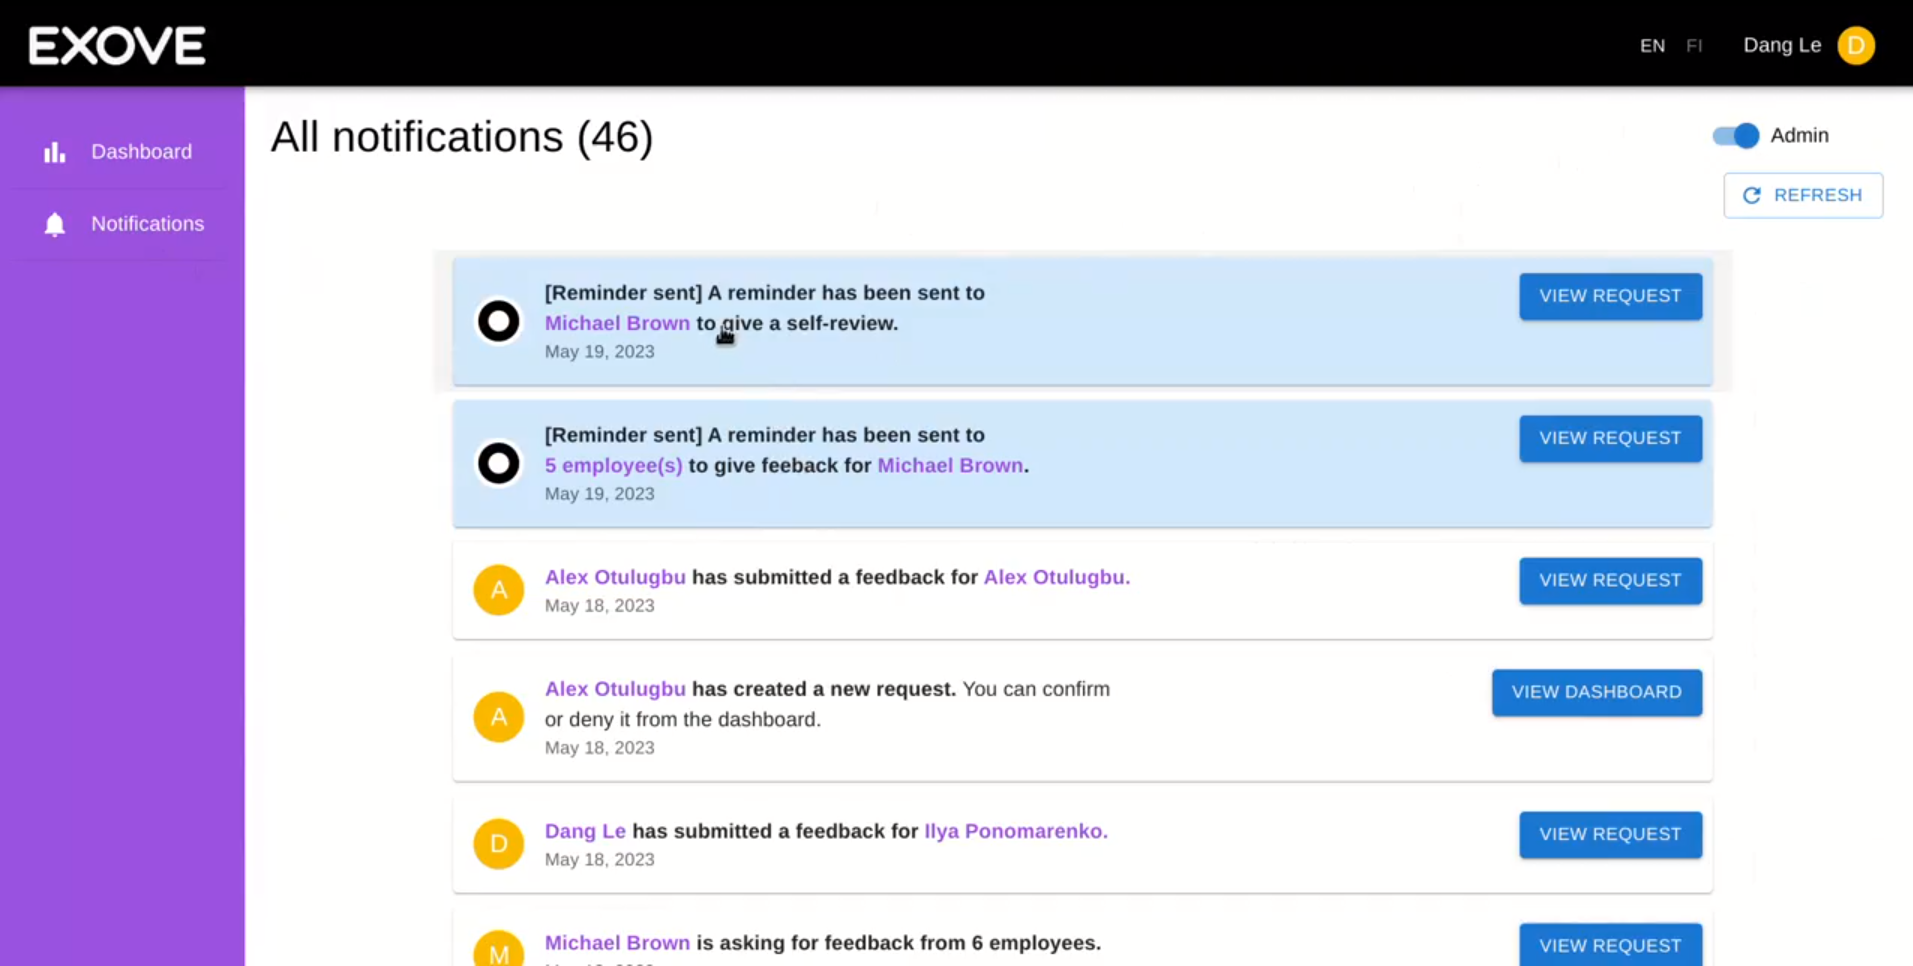 EXOVE
EN FI Dang Le D
Dashboard
Notifications
All notifications (46)
Admin
REFRESH
[Reminder sent] A reminder has been sent to
Michael Brown to give a self-review.
May 19, 2023
VIEW REQUEST
[Reminder sent] A reminder has been sent to
5 employee(s) to give feeback for Michael Brown.
May 19, 2023
VIEW REQUEST
A
Alex Otulugbu has submitted a feedback for Alex Otulugbu.
May 18, 2023
VIEW REQUEST
A
Alex Otulugbu has created a new request. You can confirm
or deny it from the dashboard.
May 18, 2023
VIEW DASHBOARD
D
Dang Le has submitted a feedback for Ilya Ponomarenko.
May 18, 2023
VIEW REQUEST
M
Michael Brown is asking for feedback from 6 employees.
VIEW REQUEST